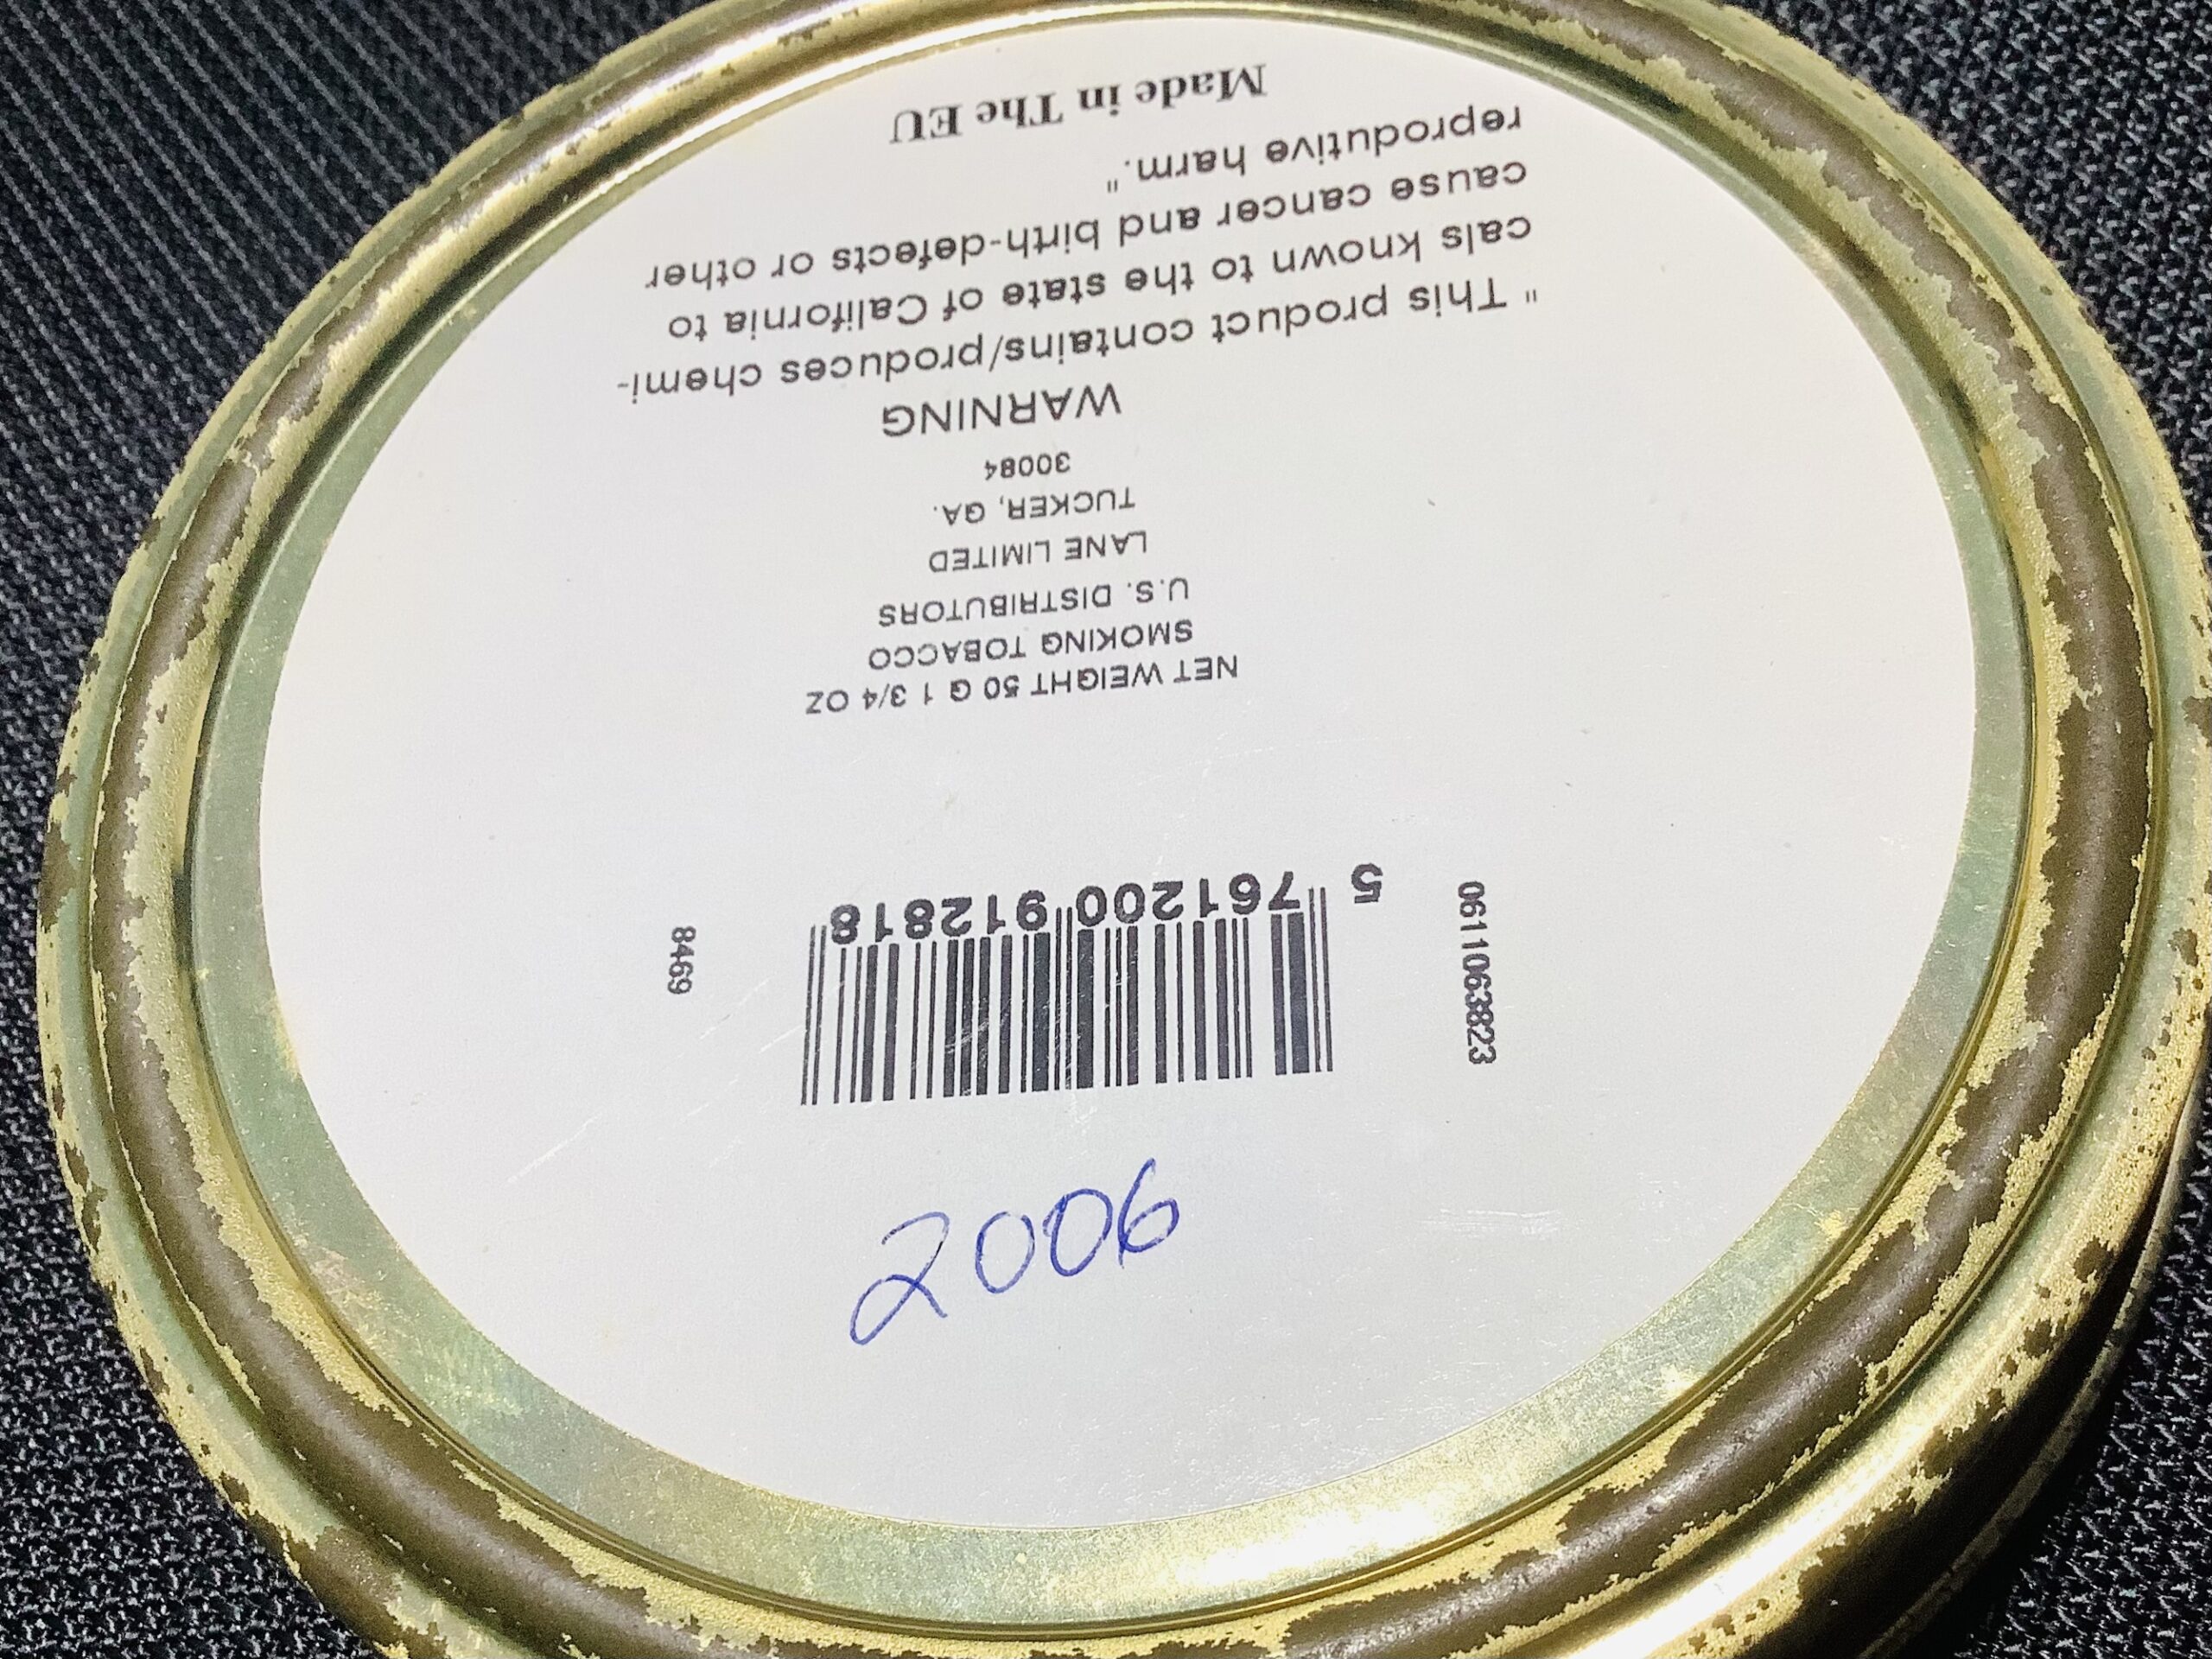 2006
0611063823
5 761200 912818
8469
NET WEIGHT 50 G 1 3/4 OZ
SMOKING TOBACCO
U.S. DISTRIBUTORS
LANE LIMITED
TUCKER, GA.
30084
WARNING
" This product contains/produces chemi-
cals known to the state of California to
cause cancer and birth-defects or other
reprodutive harm."
Made in The EU